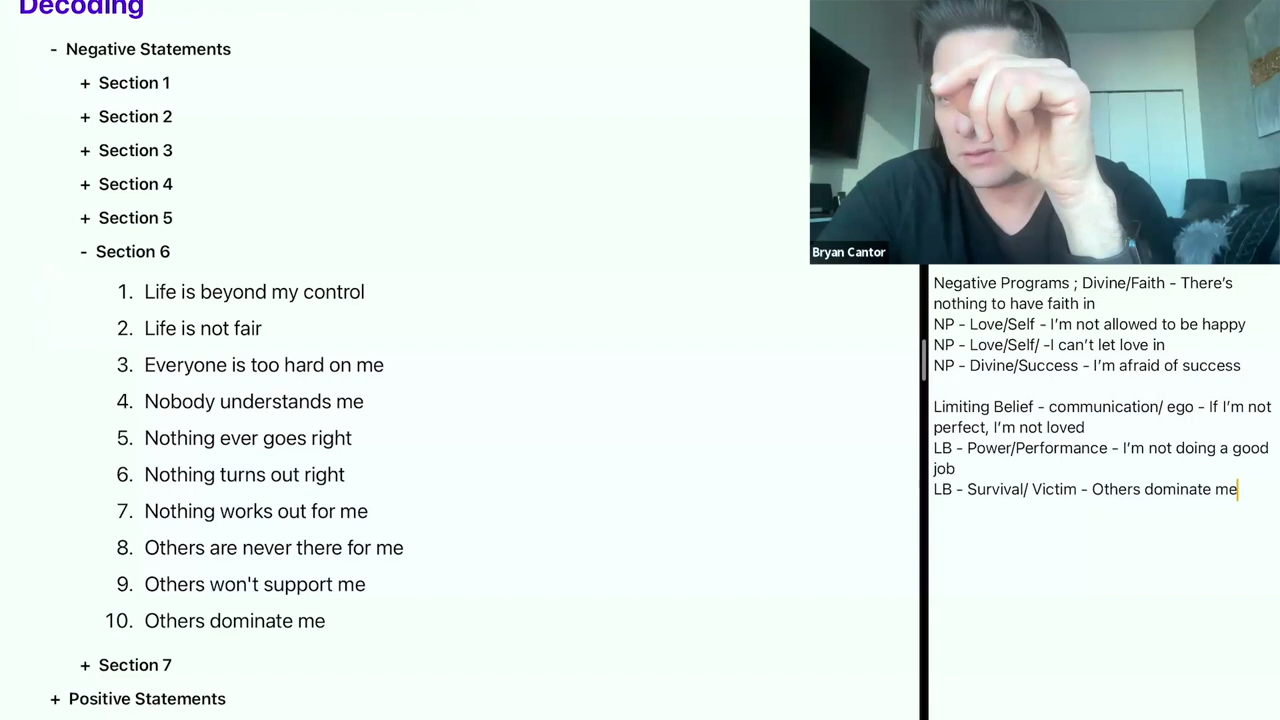 Decoding
- Negative Statements
+ Section 1
+ Section 2
+ Section 3
+ Section 4
+ Section 5
- Section 6
1. Life is beyond my control
2. Life is not fair
3. Everyone is too hard on me
4. Nobody understands me
5. Nothing ever goes right
6. Nothing turns out right
7. Nothing works out for me
8. Others are never there for me
9. Others won't support me
10. Others dominate me
+ Section 7
+ Positive Statements
Bryan Cantor
Negative Programs ; Divine/Faith - There’s
nothing to have faith in
NP - Love/Self - I’m not allowed to be happy
NP - Love/Self/ -I can’t let love in
NP - Divine/Success - I’m afraid of success
Limiting Belief - communication/ ego - If I’m not
perfect, I’m not loved
LB - Power/Performance - I’m not doing a good
job
LB - Survival/ Victim - Others dominate me